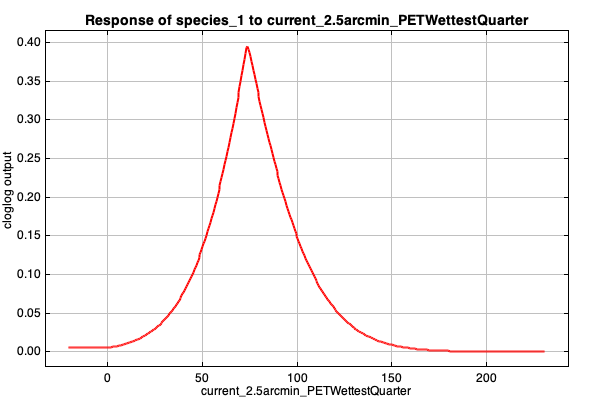 Response of species_1 to current_2.5arcmin_PETWettestQuarter
0.40
0.35
0.30
0.25
0.20
0.15
0.10
0.05
0.00
cloglog output
0 50 100 150 200
current_2.5arcmin_PETWettestQuarter